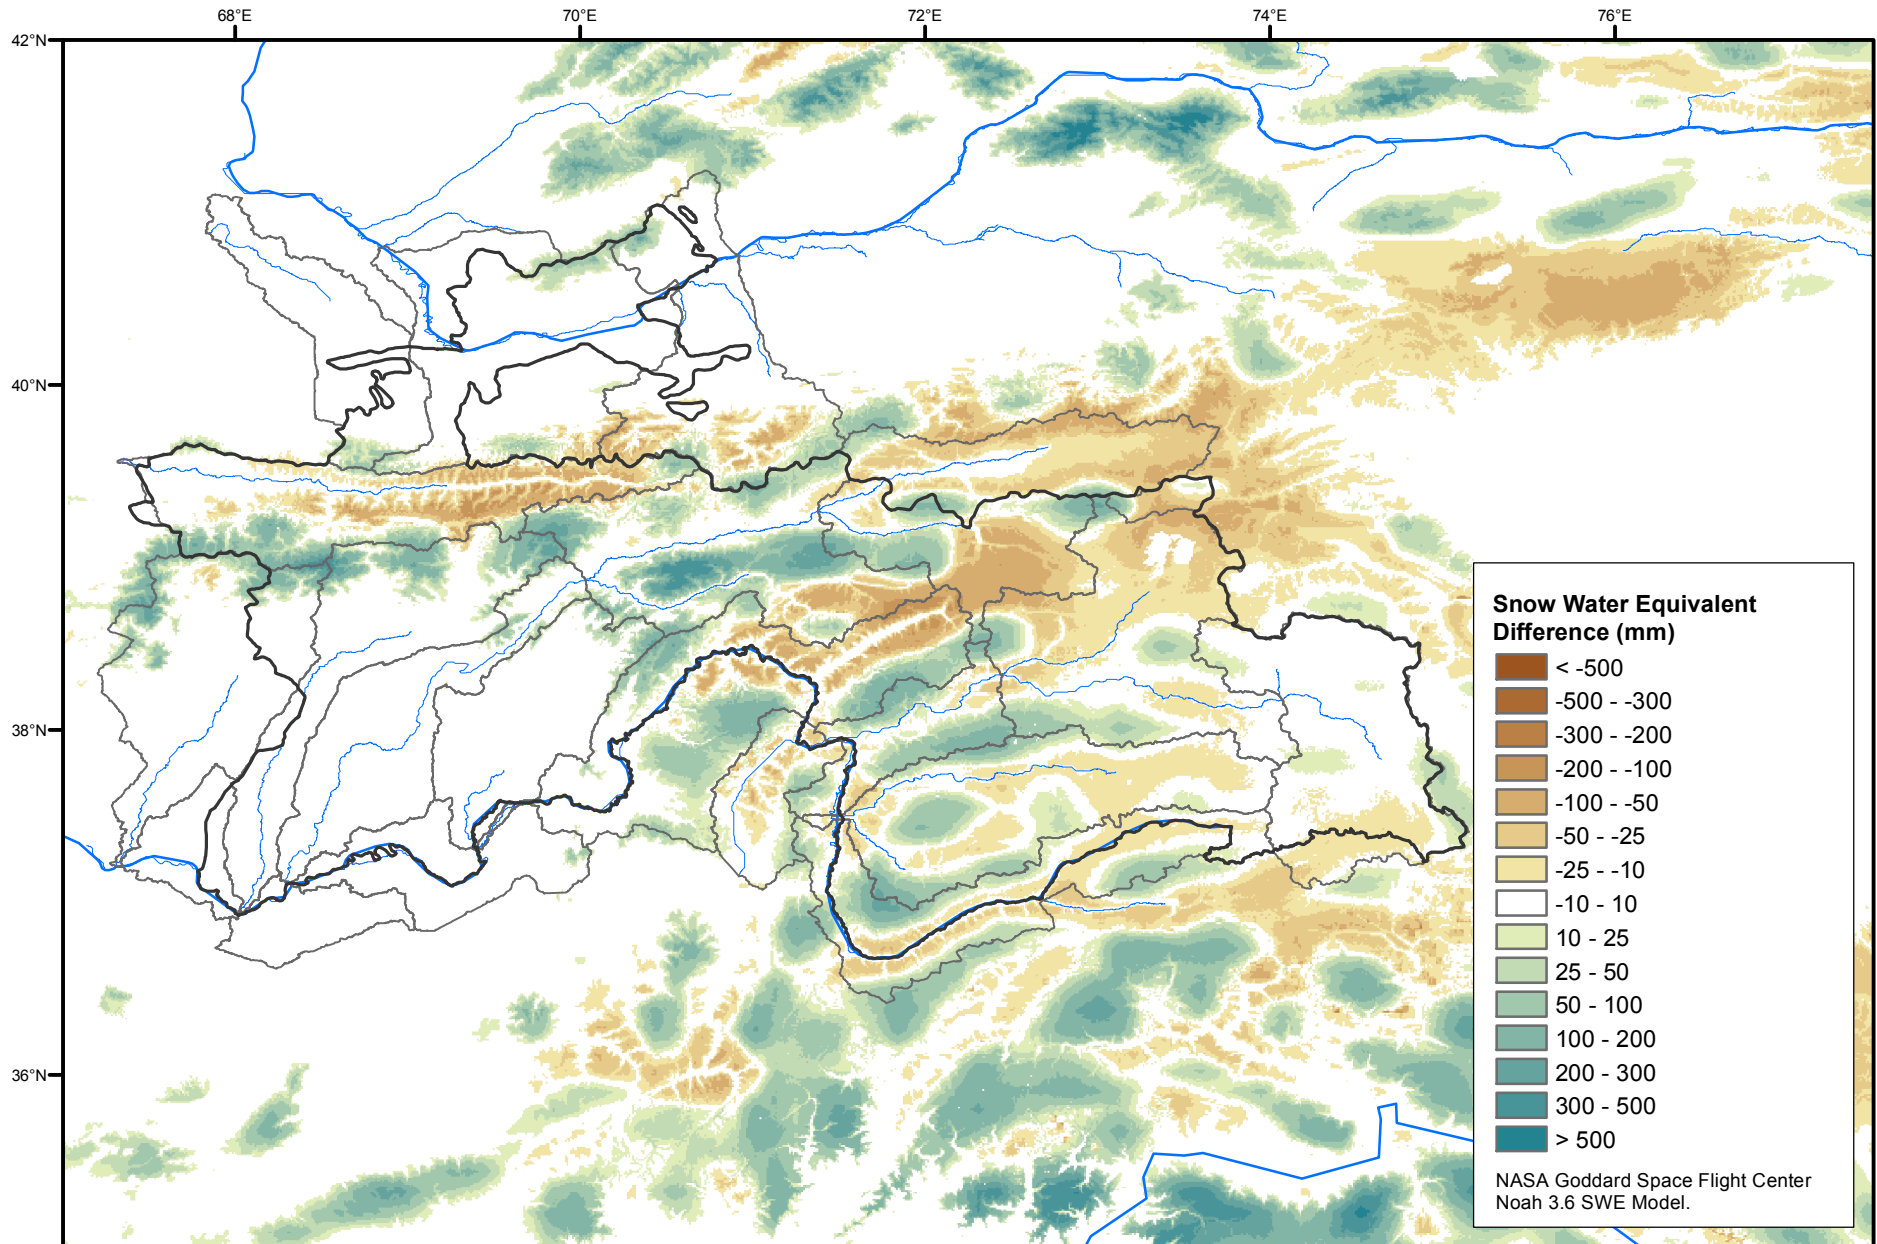 68°E
70°E
72°E
74°E
76°E
42°N
40°N
38°N
36°N
Snow Water Equivalent
Difference (mm)
< -500
-500 - -300
-300 - -200
-200 - -100
-100 - -50
-50 - -25
-25 - -10
-10 - 10
10 - 25
25 - 50
50 - 100
100 - 200
200 - 300
300 - 500
> 500
NASA Goddard Space Flight Center
Noah 3.6 SWE Model.